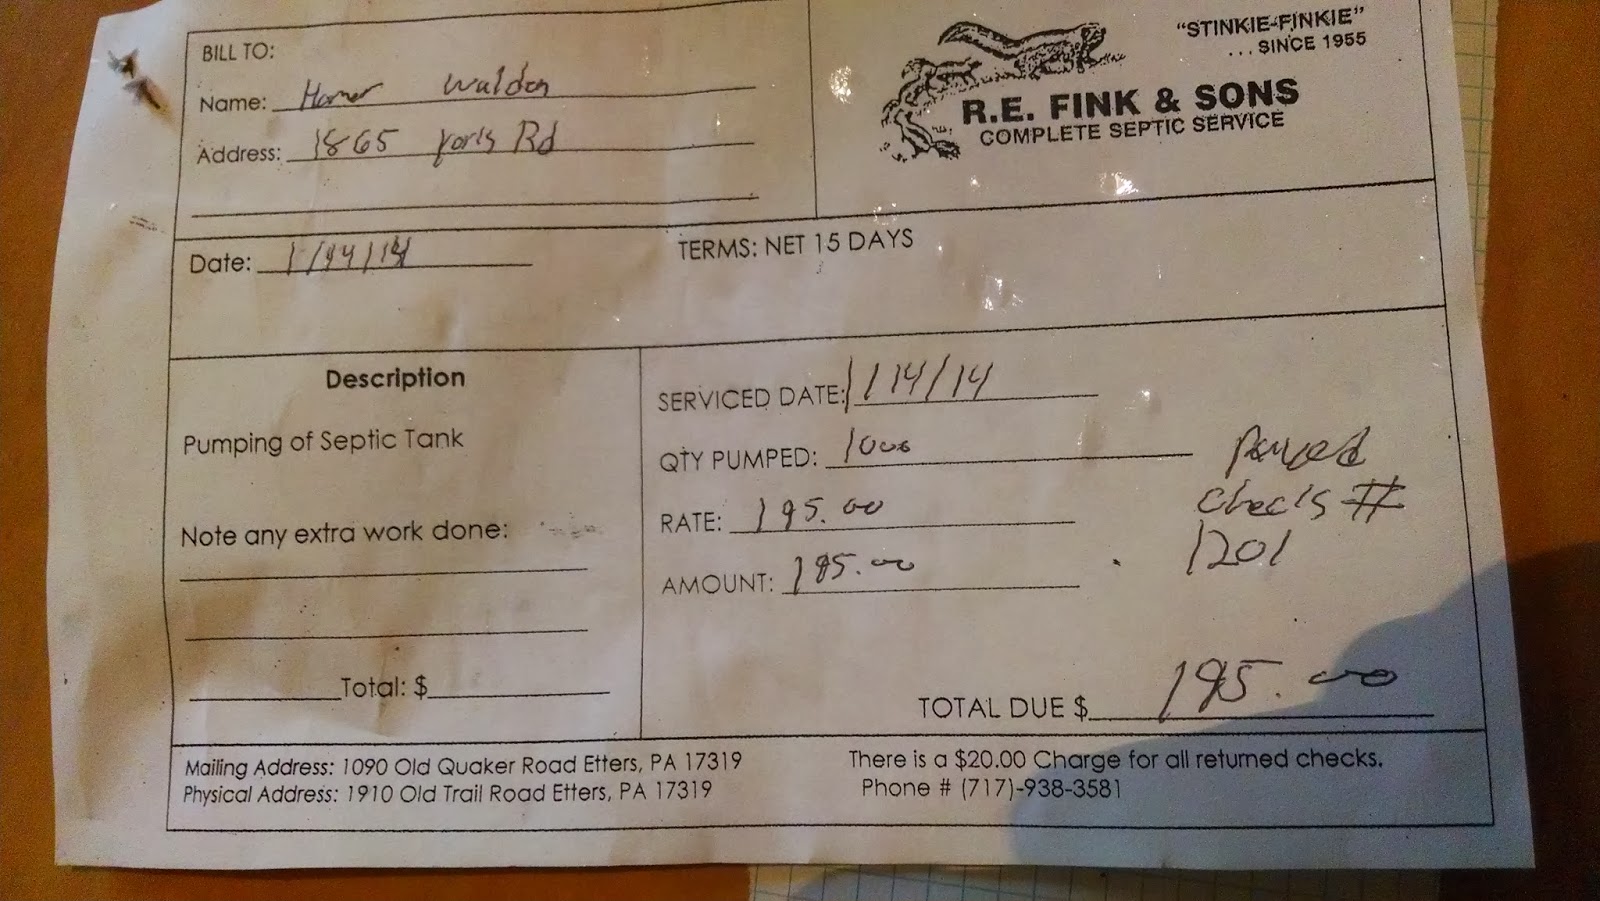 BILL TO:
Name: Homer Walden
Address: 1865 York Rd
"STINKIE-FINKIE"
...SINCE 1955
R.E. FINK & SONS
COMPLETE SEPTIC SERVICE
Date: 1/14/14
TERMS: NET 15 DAYS
Description
Pumping of Septic Tank
Note any extra work done:
Total: $
SERVICED DATE: 1/14/14
QTY PUMPED: 1000
RATE: 195.00
AMOUNT: 195.00
check #
1201
TOTAL DUE $ 195.00
Mailing Address: 1090 Old Quaker Road Etters, PA 17319
Physical Address: 1910 Old Trail Road Etters, PA 17319
There is a $20.00 Charge for all returned checks.
Phone # (717)-938-3581